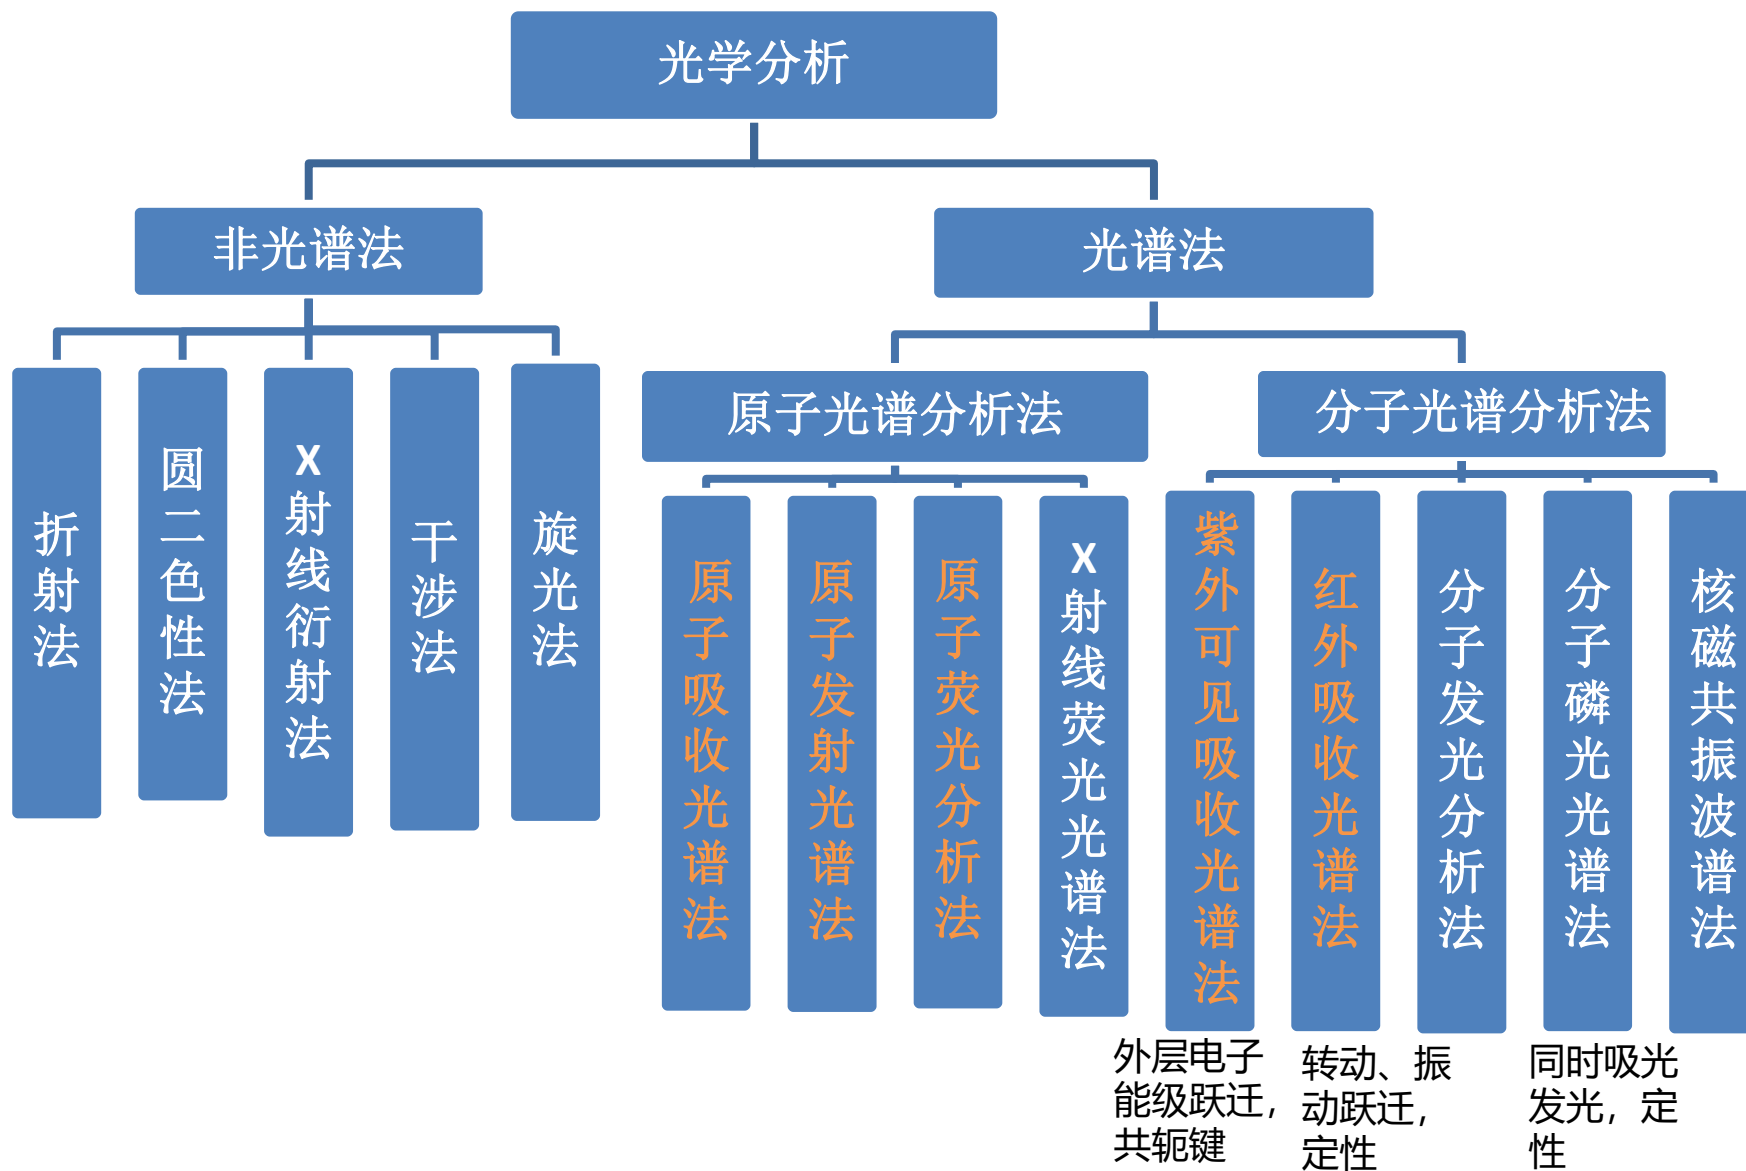 光学分析
非光谱法
光谱法
原子光谱分析法
分子光谱分析法
折射法
圆二色性法
X射线衍射法
干涉法
旋光法
原子吸收光谱法
原子发射光谱法
原子荧光分析法
X射线荧光光谱法
紫外可见吸收光谱法
红外吸收光谱法
分子发光分析法
分子磷光光谱法
核磁共振波谱法
外层电子
能级跃迁，
共轭键
转动、振
动跃迁，
定性
同时吸光
发光，定
性